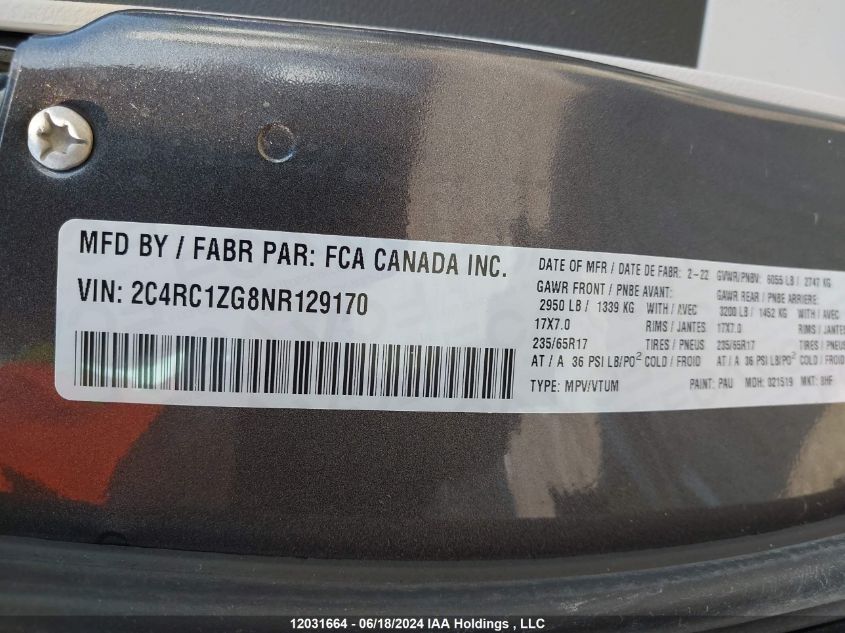 MFD BY / FABR PAR: FCA CANADA INC.
VIN: 2C4RC1ZG8NR129170
DATE OF MFR / DATE DE FABR: 2-22 GVWR/PNBV: 6055 LB / 2747 KG
GAWR FRONT / PNBE AVANT: GAWR REAR / PNBE ARRIERE:
2950 LB / 1339 KG WITH / AVEC 3200 LB / 1452 KG WITH / AVEC
17X7.0 RIMS / JANTES 17X7.0 RIMS / JANTES
235/65R17 TIRES / PNEUS 235/65R17 TIRES / PNEUS
AT / A 36 PSI LB/PO² COLD / FROID AT / A 36 PSI LB/PO² COLD / FROID
TYPE: MPV/VTUM PAINT: PAU MDH: 021519 MKT:
12031664 - 06/18/2024 IAA Holdings , LLC